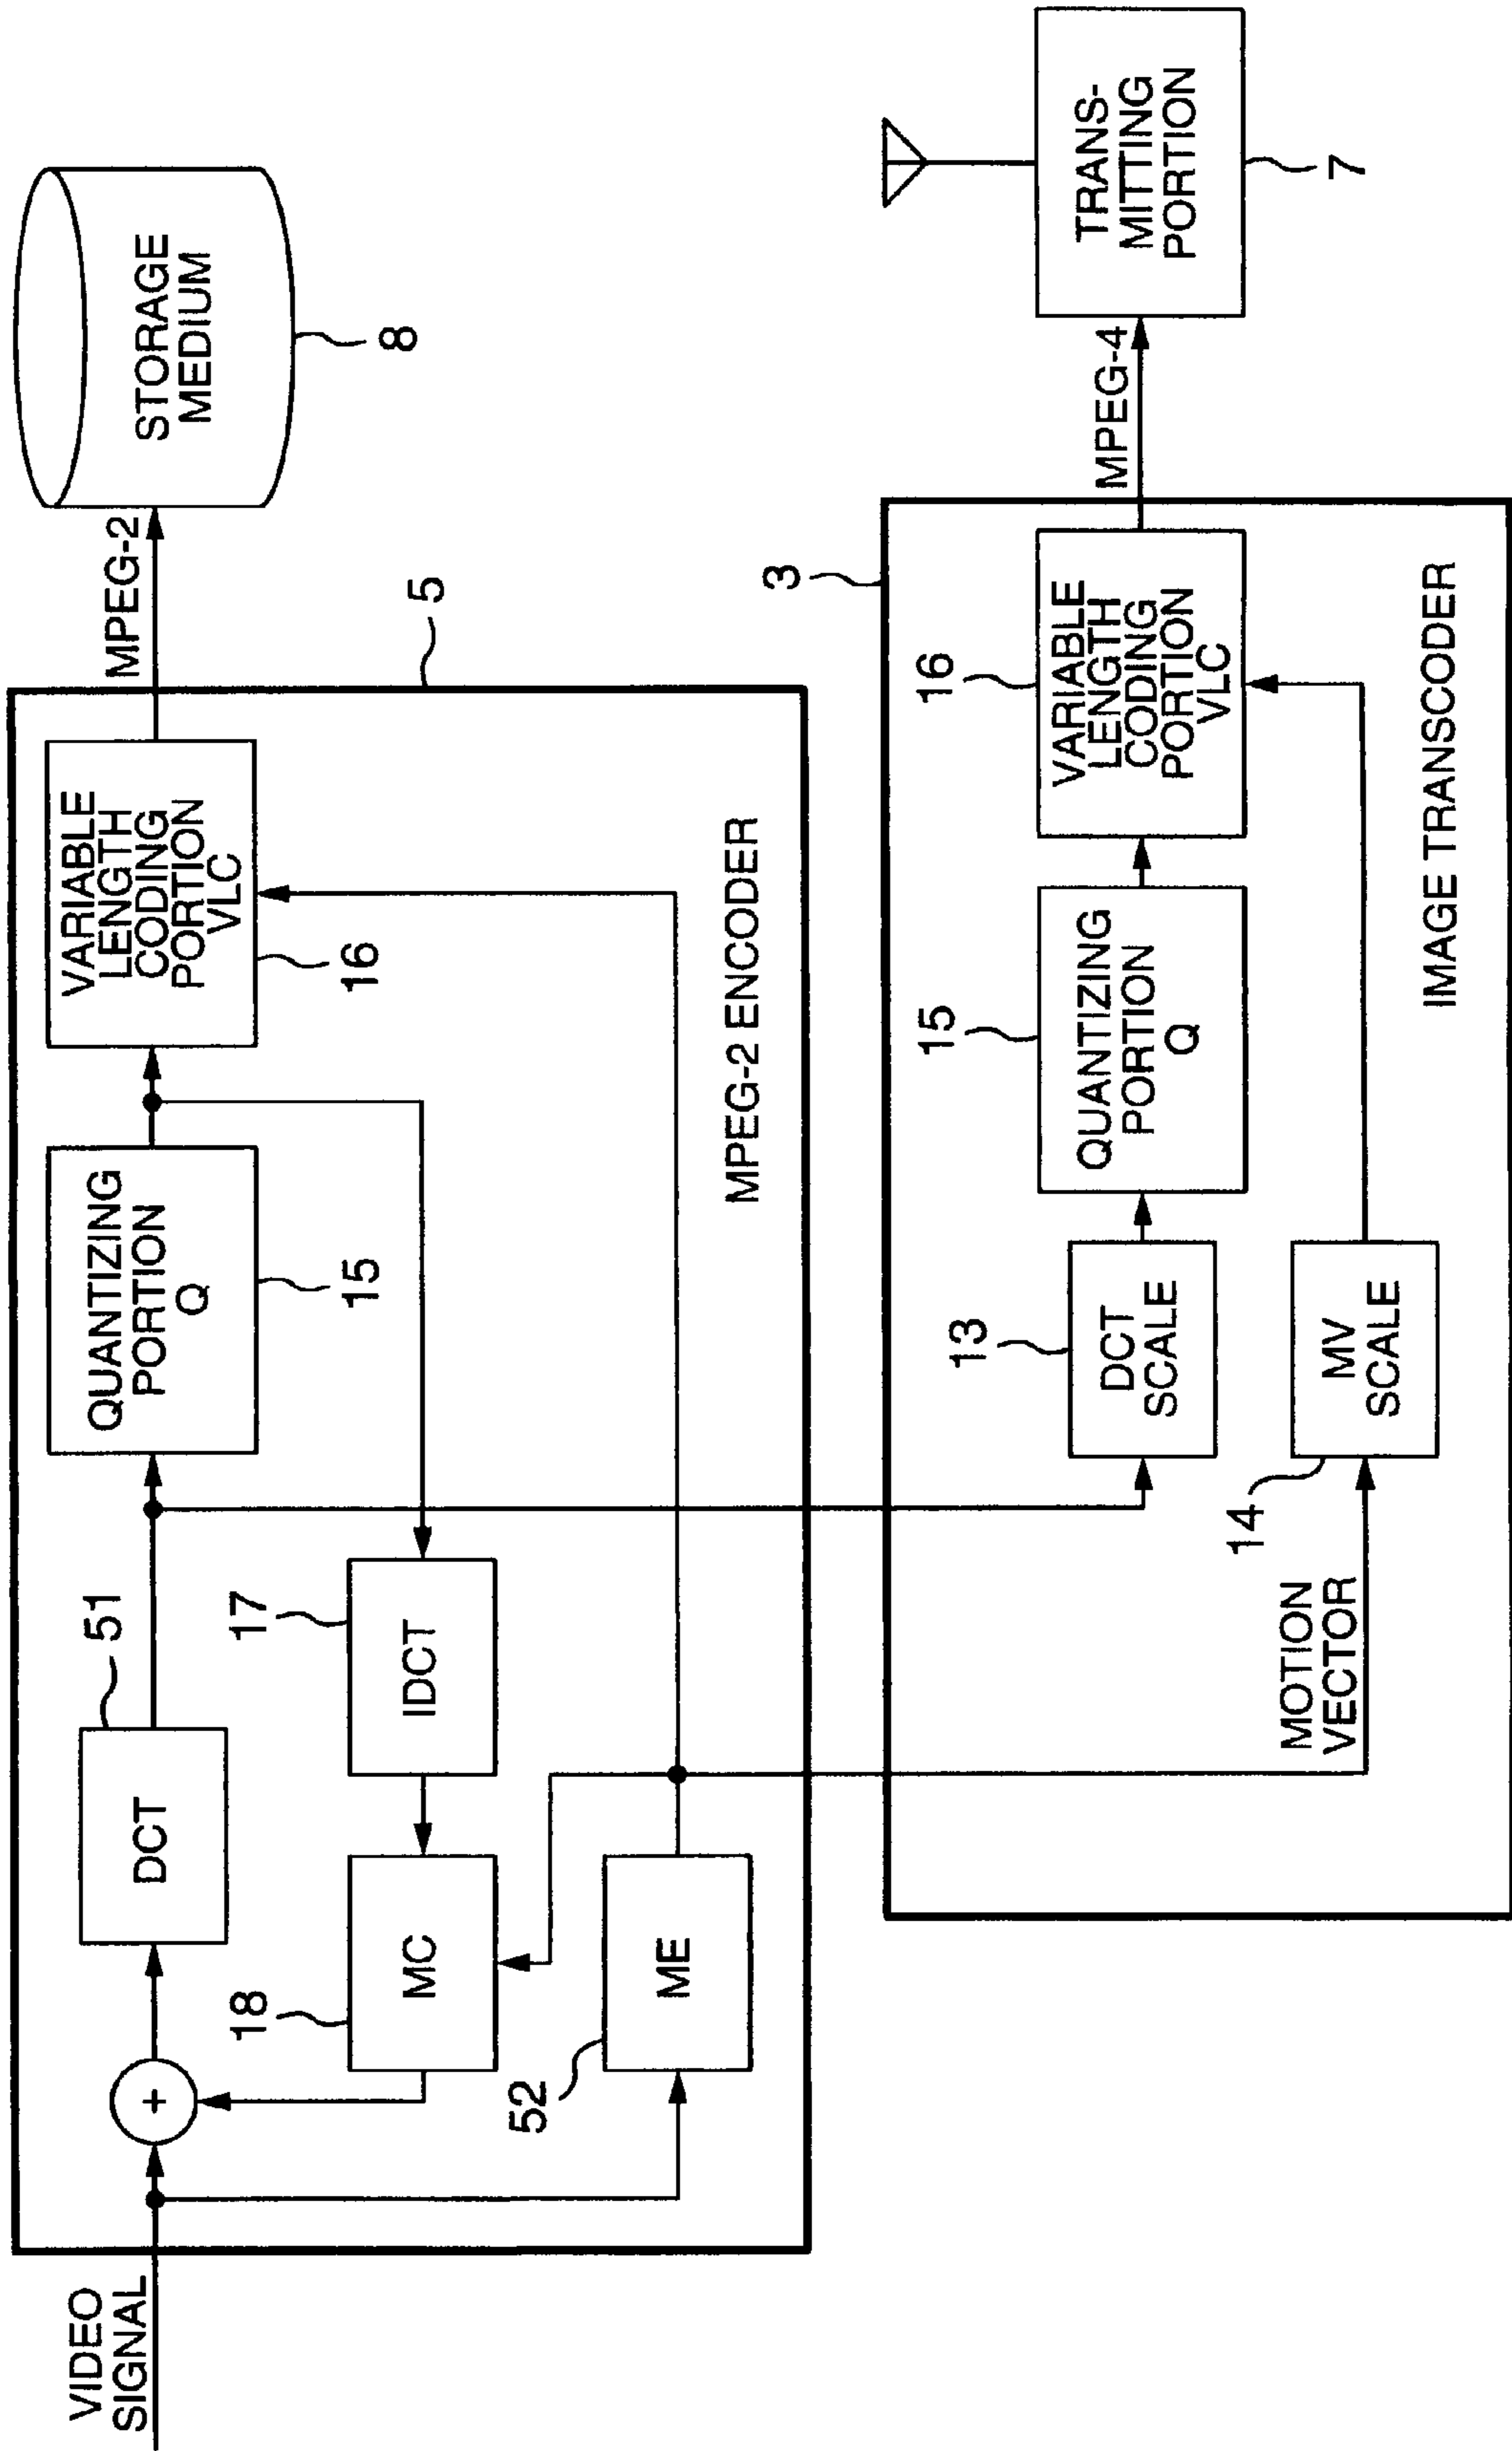 VIDEO
SIGNAL
+
DCT
51
QUANTIZING
PORTION
Q
15
VARIABLE
LENGTH
CODING
PORTION
VLC
16
MPEG-2
STORAGE
MEDIUM
8
18
MC
17
IDCT
52
ME
MPEG-2 ENCODER
5
3
MOTION
VECTOR
13
DCT
SCALE
14
MV
SCALE
15
QUANTIZING
PORTION
Q
16
VARIABLE
LENGTH
CODING
PORTION
VLC
IMAGE TRANSCODER
MPEG-4
TRANS-
MITTING
PORTION
7